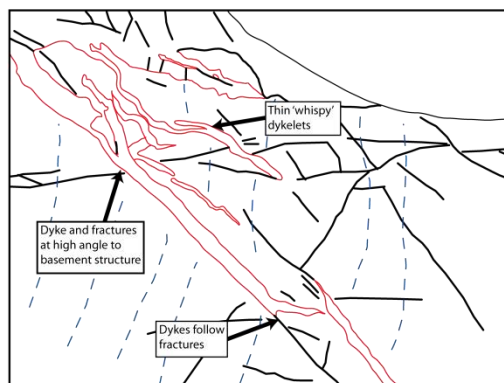 Thin 'whispy'
dykelets
Dyke and fractures
at high angle to
basement structure
Dykes follow
fractures